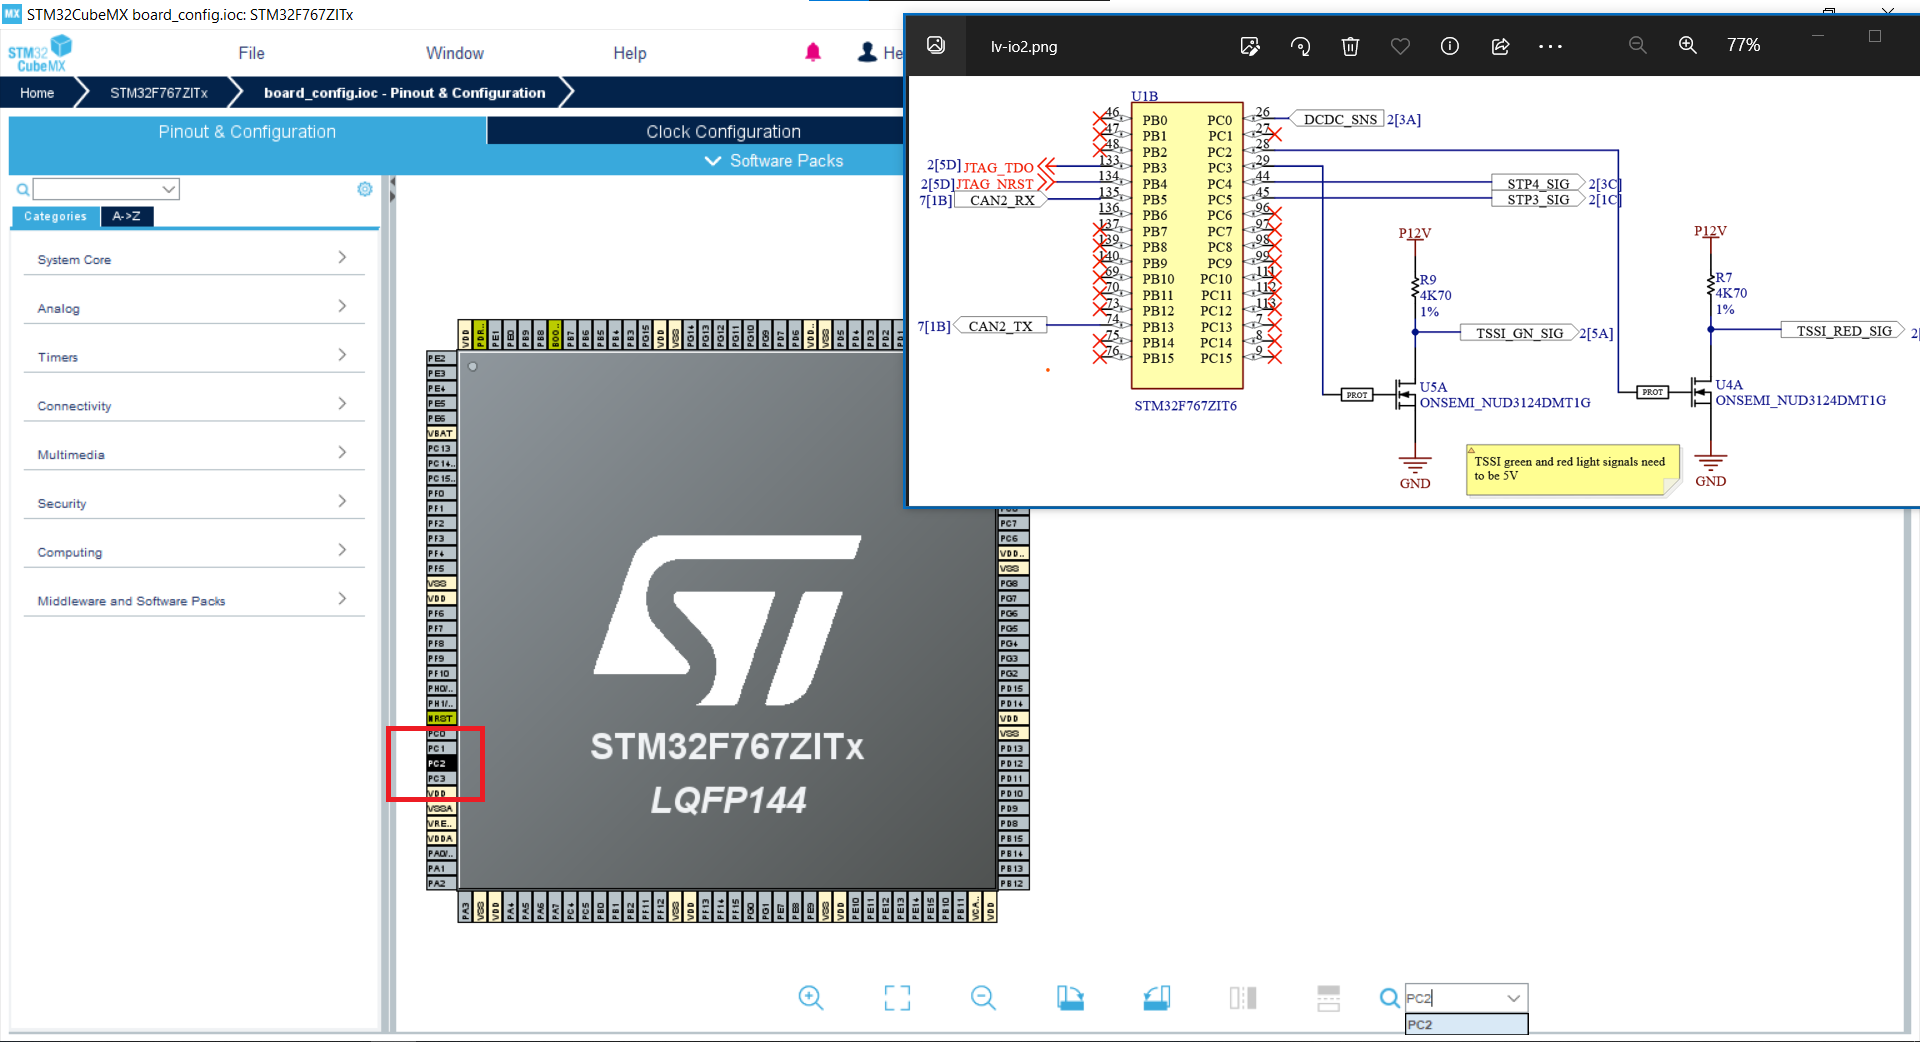 MX STM32CubeMX board_config.ioc: STM32F767ZITx
STM32
CubeMX
File
Window
Help
He
Home
STM32F767ZITx
board_config.ioc - Pinout & Configuration
Pinout & Configuration
Clock Configuration
Software Packs
Categories
A->Z
System Core
Analog
Timers
Connectivity
Multimedia
Security
Computing
Middleware and Software Packs
VDD
PDR..
PE1
PE0
PB9
PB8
BOO..
PB7
PB6
PB5
PB4
PB3
PG15
VDD
VSS
PG14
PG13
PG12
PG11
PG10
PG9
PD7
PD6
VDD..
VSS
PD5
PD4
PD3
PD2
PE2
PE3
PE4
PE5
PE6
VBAT
PC13
PC14..
PC15..
PF0
PF1
PF2
PF3
PF4
PF5
VSS
VDD
PF6
PF7
PF8
PF9
PF10
PH0/..
PH1/..
NRST
PC0
PC1
PC2
PC3
VDD
VSSA
VRE..
VDDA
PA0/..
PA1
PA2
STM32F767ZITx
LQFP144
PC7
PC6
VDD..
VSS
PG8
PG7
PG6
PG5
PG4
PG3
PG2
PD15
PD14
VDD
VSS
PD13
PD12
PD11
PD10
PD9
PD8
PB15
PB14
PB13
PB12
PA3
VSS
VDD
PA4
PA5
PA6
PA7
PC4
PC5
PB0
PB1
PB2
PF11
PF12
VSS
VDD
PF13
PF14
PF15
PG0
PG1
PE7
PE8
PE9
VSS
VDD
PE10
PE11
PE12
PE13
PE14
PE15
PB10
PB11
VCA..
VDD
PC2
PC2
lv-io2.png
77%
U1B
46 PB0 PC0 26 DCDC_SNS 2[3A]
47 PB1 PC1 27
48 PB2 PC2 28
2[5D] JTAG_TDO 133 PB3 PC3 29
2[5D] JTAG_NRST 134 PB4 PC4 44 STP4_SIG 2[3C]
7[1B] CAN2_RX 135 PB5 PC5 45 STP3_SIG 2[1C]
136 PB6 PC6 96
137 PB7 PC7 97
139 PB8 PC8 98
140 PB9 PC9 99
69 PB10 PC10 111
70 PB11 PC11 112
73 PB12 PC12 113
7[1B] CAN2_TX 74 PB13 PC13 7
75 PB14 PC14 8
76 PB15 PC15 9
STM32F767ZIT6
P12V
R9
4K70
1%
TSSI_GN_SIG 2[5A]
PROT
U5A
ONSEMI_NUD3124DMT1G
GND
P12V
R7
4K70
1%
TSSI_RED_SIG 2[
PROT
U4A
ONSEMI_NUD3124DMT1G
GND
TSSI green and red light signals need
to be 5V